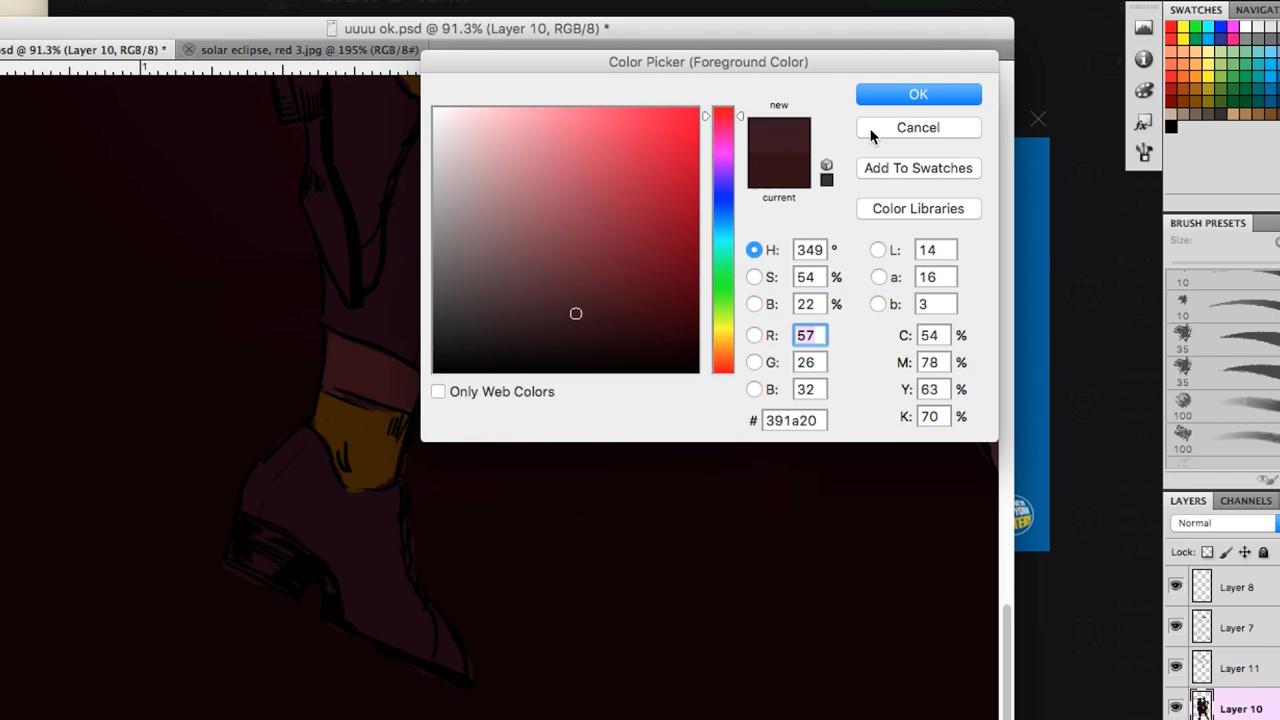 uuuu ok.psd @ 91.3% (Layer 10, RGB/8) *
sd @ 91.3% (Layer 10, RGB/8) *
solar eclipse, red 3.jpg @ 195% (RGB/8#)
1
Color Picker (Foreground Color)
new
current
OK
Cancel
Add To Swatches
Color Libraries
H: 349 °
S: 54 %
B: 22 %
R: 57
G: 26
B: 32
# 391a20
L: 14
a: 16
b: 3
C: 54 %
M: 78 %
Y: 63 %
K: 70 %
Only Web Colors
SWATCHES
NAVIGAT
BRUSH PRESETS
Size:
10
10
35
35
100
100
LAYERS
CHANNELS
Normal
Lock:
Layer 8
Layer 7
Layer 11
Layer 10